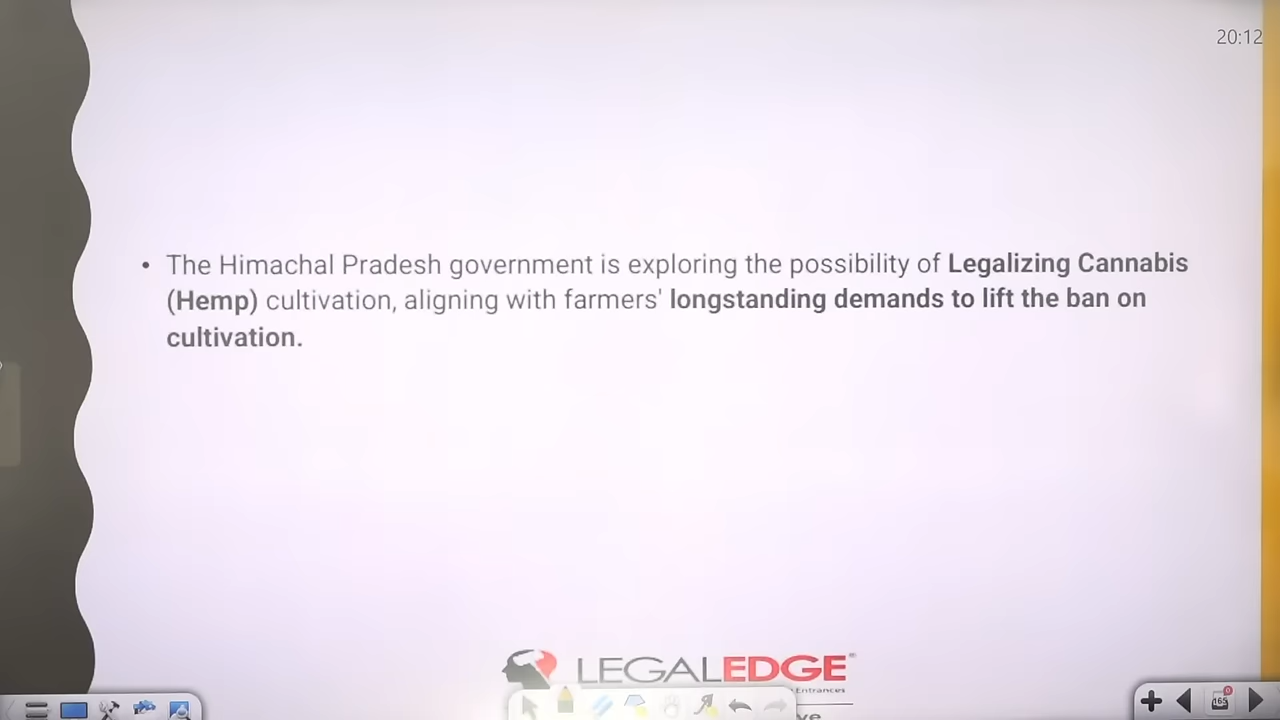 20:12
• The Himachal Pradesh government is exploring the possibility of Legalizing Cannabis
(Hemp) cultivation, aligning with farmers' longstanding demands to lift the ban on
cultivation.
LEGALEDGE
Entrances